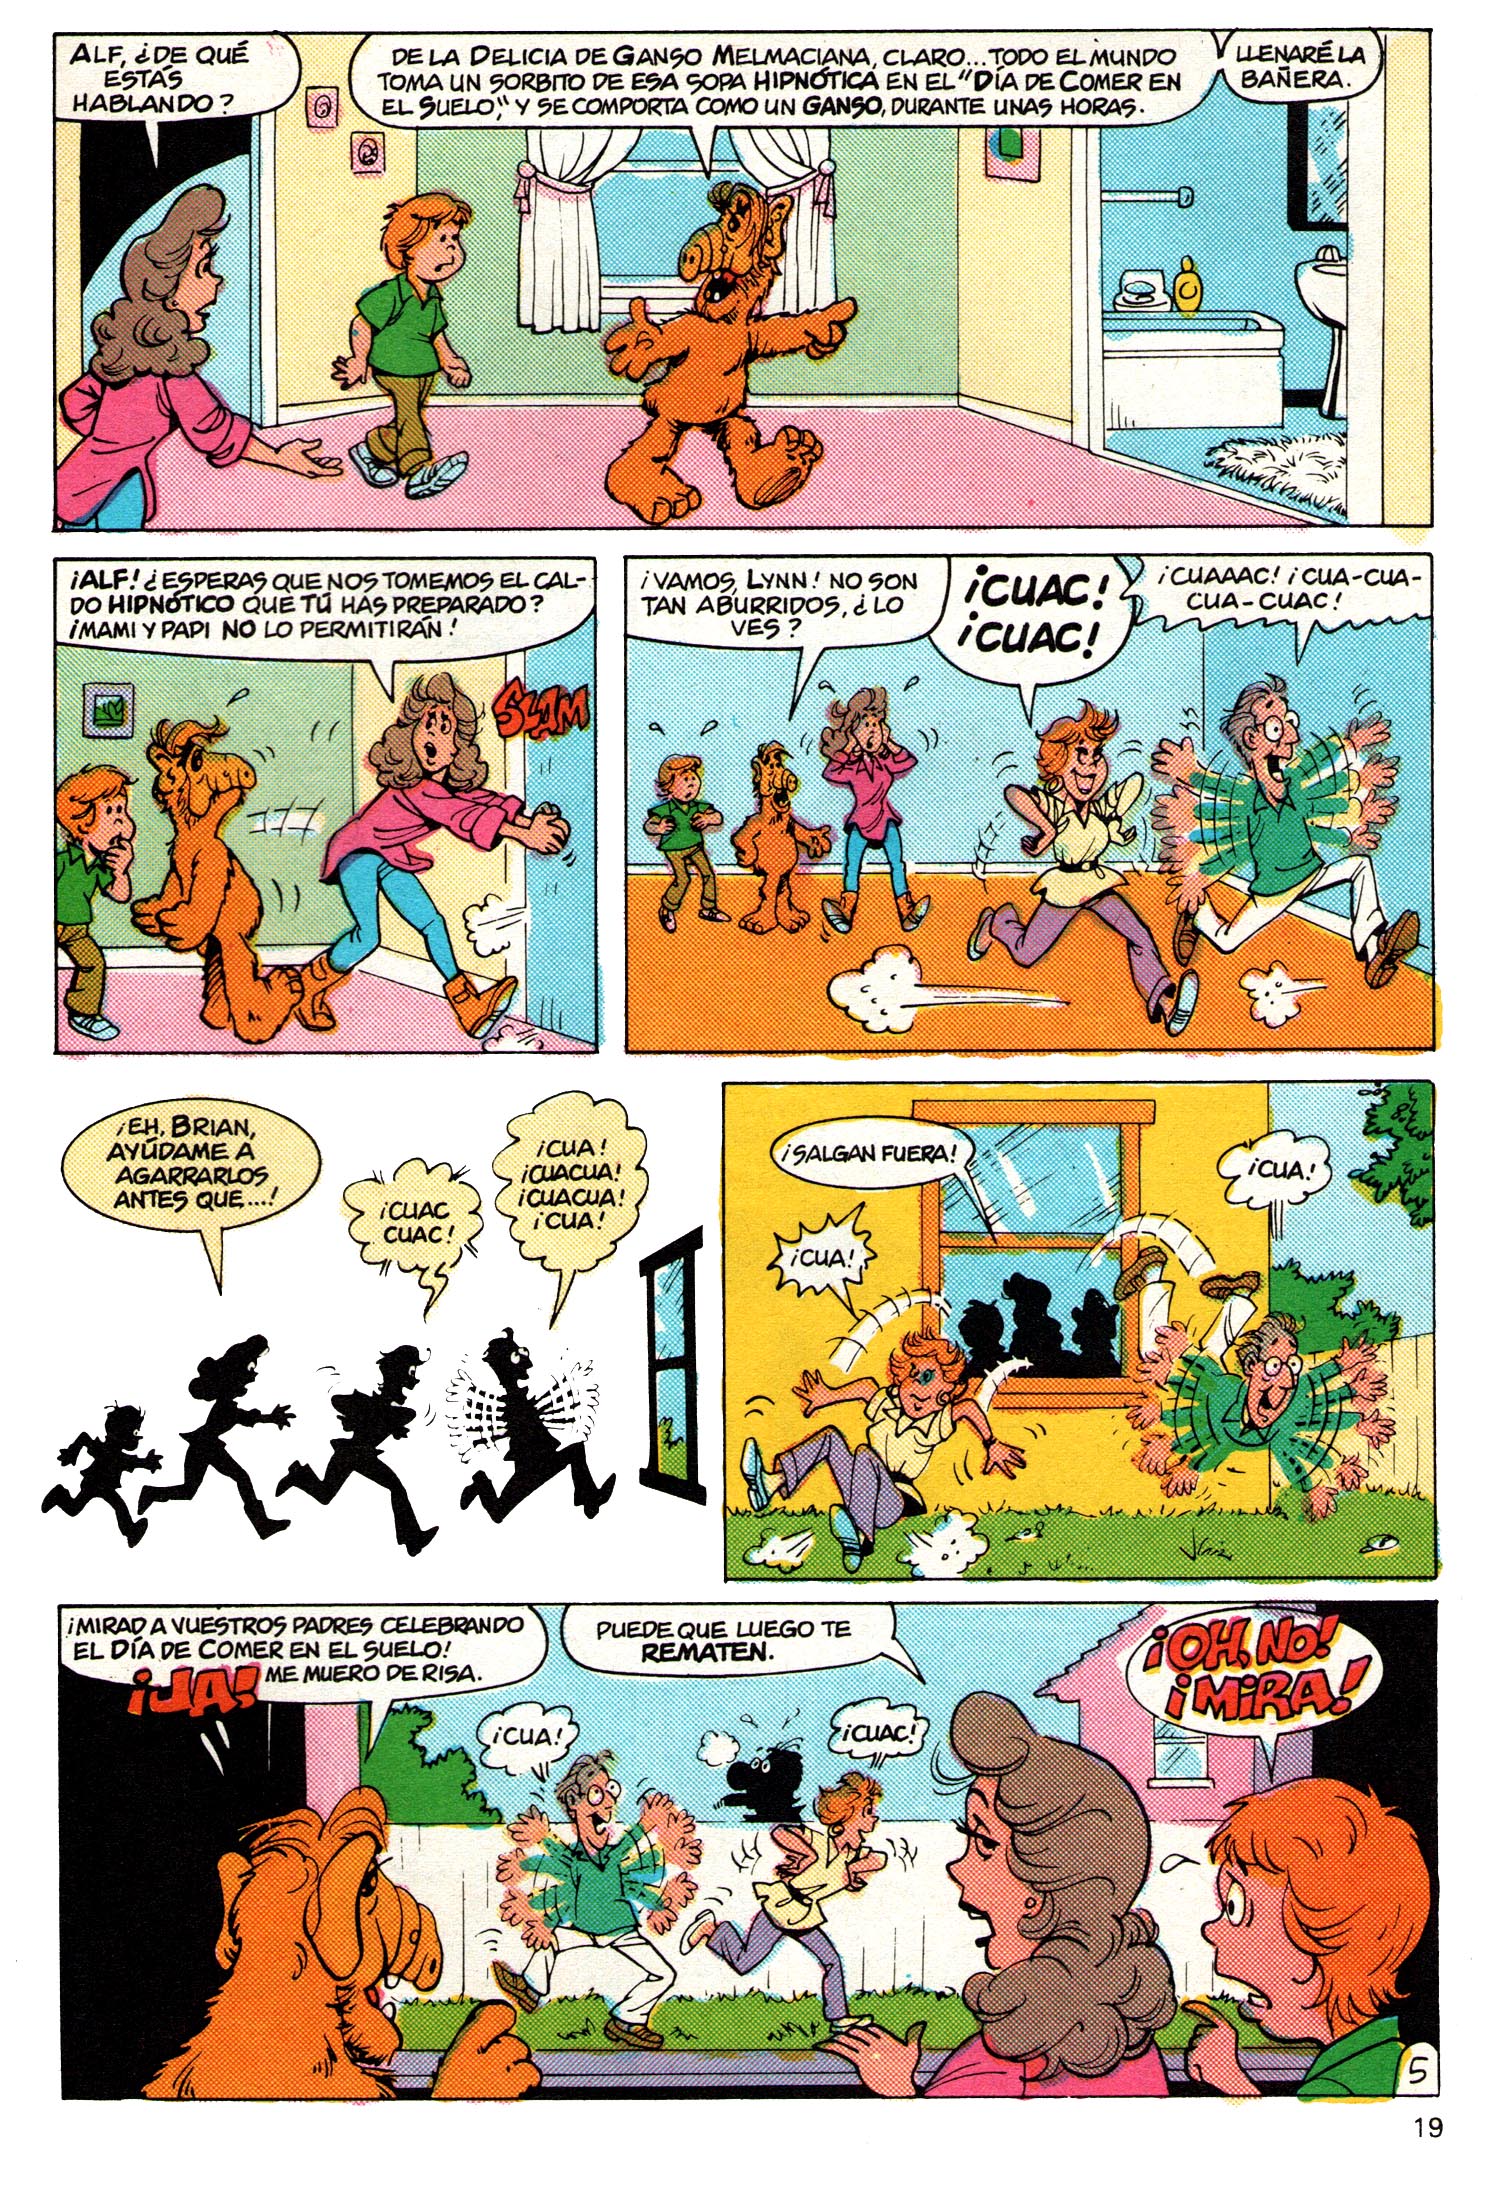 ALF, ¿DE QUÉ
ESTÁS
HABLANDO?
DE LA DELICIA DE GANSO MELMACIANA, CLARO... TODO EL MUNDO
TOMA UN SORBITO DE ESA SOPA HIPNÓTICA EN EL "DÍA DE COMER EN
EL SUELO," Y SE COMPORTA COMO UN GANSO, DURANTE UNAS HORAS.
LLENARÉ LA
BAÑERA.
¡ALF! ¿ESPERAS QUE NOS TOMEMOS EL CAL-
DO HIPNÓTICO QUE TÚ HAS PREPARADO?
¡MAMI Y PAPI NO LO PERMITIRÁN!
SLAM
¡VAMOS, LYNN! NO SON
TAN ABURRIDOS, ¿LO
VES?
¡CUAC!
¡CUAC!
¡CUAAAC! ¡CUA-CUA-
CUA-CUAC!
¡EH, BRIAN,
AYÚDAME A
AGARRARLOS
ANTES QUE...!
¡CUAC
CUAC!
¡CUA!
¡CUACUA!
¡CUACUA!
¡CUA!
¡SALGAN FUERA!
¡CUA!
¡CUA!
¡MIRAD A VUESTROS PADRES CELEBRANDO
EL DÍA DE COMER EN EL SUELO!
¡JA! ME MUERO DE RISA.
PUEDE QUE LUEGO TE
REMATEN.
¡CUA!
¡CUAC!
¡OH, NO!
¡MIRA!
5
19